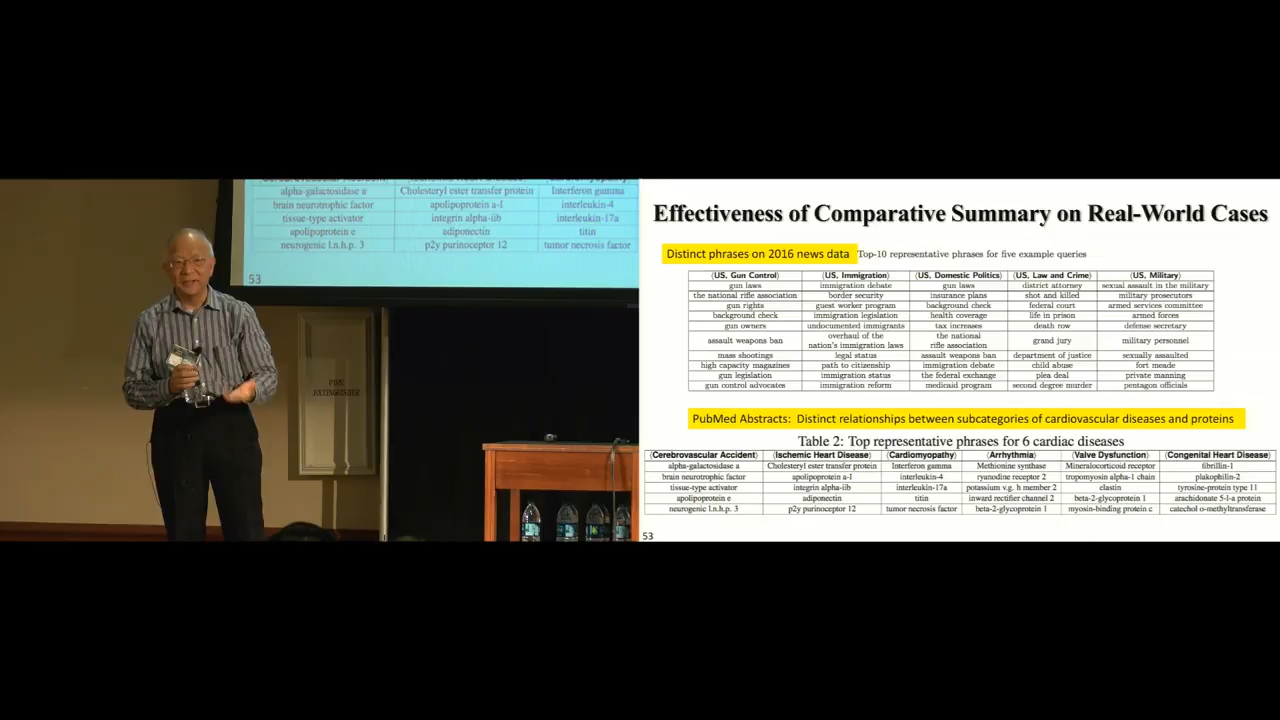 alpha-galactosidase a Cholesteryl ester transfer protein Interferon gamma
brain neurotrophic factor apolipoprotein a-I interleukin-4
tissue-type activator integrin alpha-iib interleukin-17a
apolipoprotein e adiponectin titin
neurogenic l.n.h.p. 3 p2y purinoceptor 12 tumor necrosis factor
53
FIRE
EXTINGUISHER
Effectiveness of Comparative Summary on Real-World Cases
Distinct phrases on 2016 news data Top-10 representative phrases for five example queries
⟨US, Gun Control⟩ ⟨US, Immigration⟩ ⟨US, Domestic Politics⟩ ⟨US, Law and Crime⟩ ⟨US, Military⟩
gun laws immigration debate gun laws district attorney sexual assault in the military
the national rifle association border security insurance plans shot and killed military prosecutors
gun rights guest worker program background check federal court armed services committee
background check immigration legislation health coverage life in prison armed forces
gun owners undocumented immigrants tax increases death row defense secretary
assault weapons ban overhaul of the nation's immigration laws the national rifle association grand jury military personnel
mass shootings legal status assault weapons ban department of justice sexually assaulted
high capacity magazines path to citizenship immigration debate child abuse fort meade
gun legislation immigration status the federal exchange plea deal private manning
gun control advocates immigration reform medicaid program second degree murder pentagon officials
PubMed Abstracts: Distinct relationships between subcategories of cardiovascular diseases and proteins
Table 2: Top representative phrases for 6 cardiac diseases
⟨Cerebrovascular Accident⟩ ⟨Ischemic Heart Disease⟩ ⟨Cardiomyopathy⟩ ⟨Arrhythmia⟩ ⟨Valve Dysfunction⟩ ⟨Congenital Heart Disease⟩
alpha-galactosidase a Cholesteryl ester transfer protein Interferon gamma Methionine synthase Mineralocorticoid receptor fibrillin-1
brain neurotrophic factor apolipoprotein a-I interleukin-4 ryanodine receptor 2 tropomyosin alpha-1 chain plakophilin-2
tissue-type activator integrin alpha-iib interleukin-17a potassium v.g. h member 2 elastin tyrosine-protein type 11
apolipoprotein e adiponectin titin inward rectifier channel 2 beta-2-glycoprotein 1 arachidonate 5-l-a protein
neurogenic l.n.h.p. 3 p2y purinoceptor 12 tumor necrosis factor beta-2-glycoprotein 1 myosin-binding protein c catechol o-methyltransferase
53